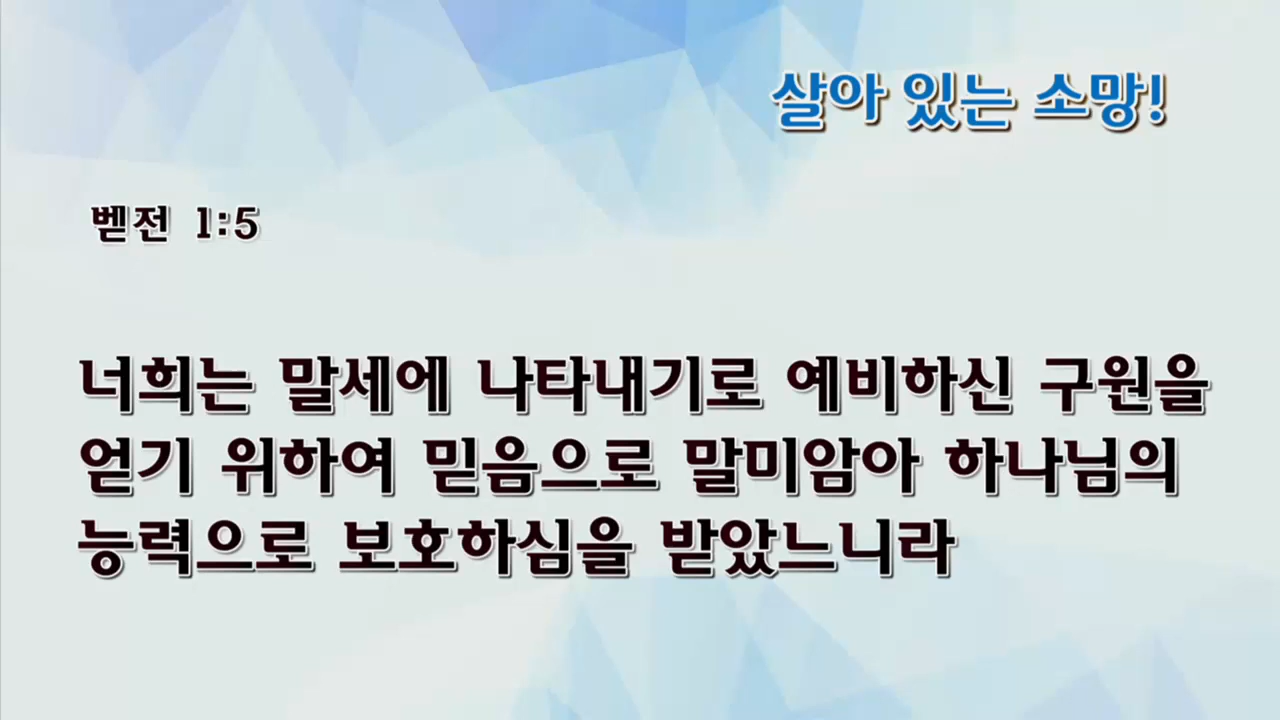 살아 있는 소망!
벧전 1:5
너희는 말세에 나타내기로 예비하신 구원을
얻기 위하여 믿음으로 말미암아 하나님의
능력으로 보호하심을 받았느니라